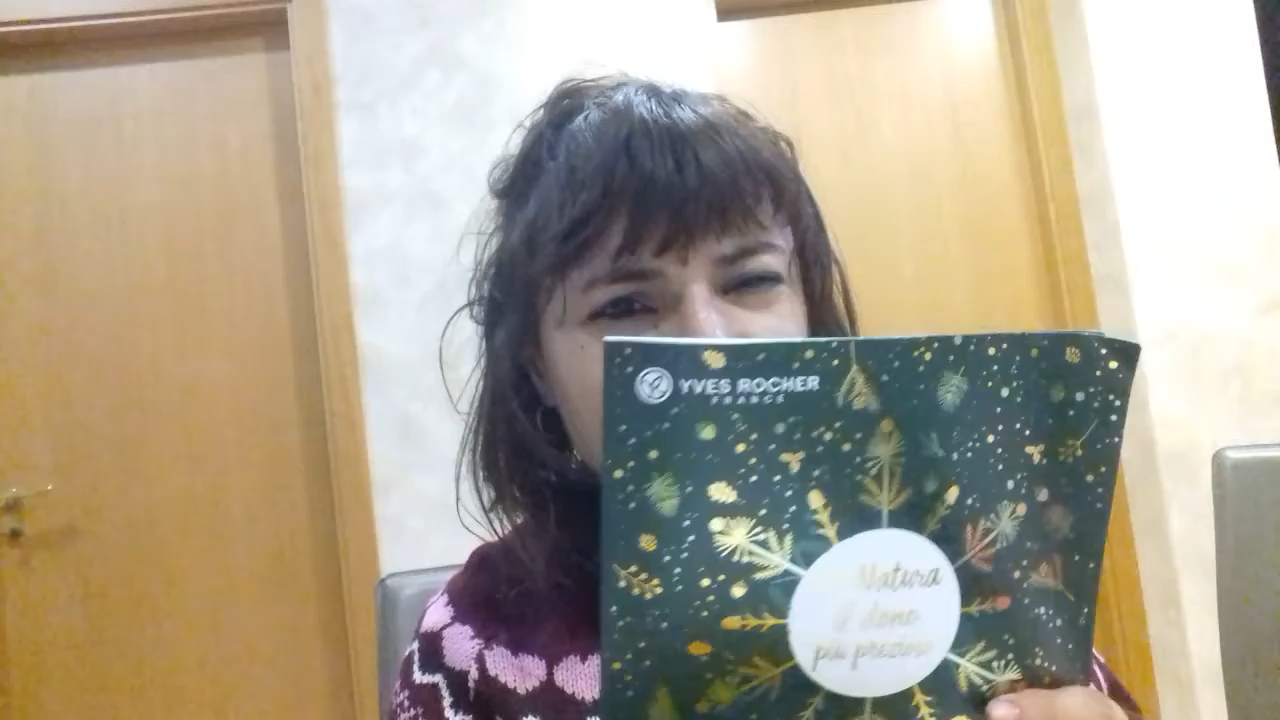 YVES ROCHER
FRANCE
Natura
il dono
più prezioso